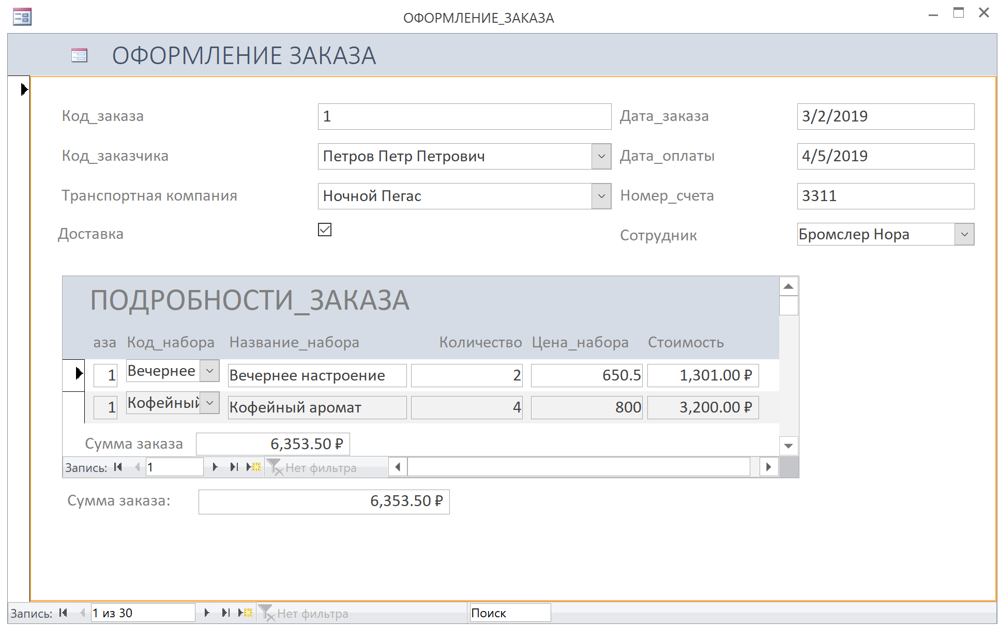 ОФОРМЛЕНИЕ_ЗАКАЗА
ОФОРМЛЕНИЕ ЗАКАЗА
Код_заказа 1 Дата_заказа 3/2/2019
Код_заказчика Петров Петр Петрович Дата_оплаты 4/5/2019
Транспортная компания Ночной Пегас Номер_счета 3311
Доставка Сотрудник Бромслер Нора
ПОДРОБНОСТИ_ЗАКАЗА
аза Код_набора Название_набора Количество Цена_набора Стоимость
1 Вечернее Вечернее настроение 2 650.5 1,301.00 ₽
1 Кофейный Кофейный аромат 4 800 3,200.00 ₽
Сумма заказа 6,353.50 ₽
Запись: 1 Нет фильтра
Сумма заказа: 6,353.50 ₽
Запись: 1 из 30 Нет фильтра Поиск